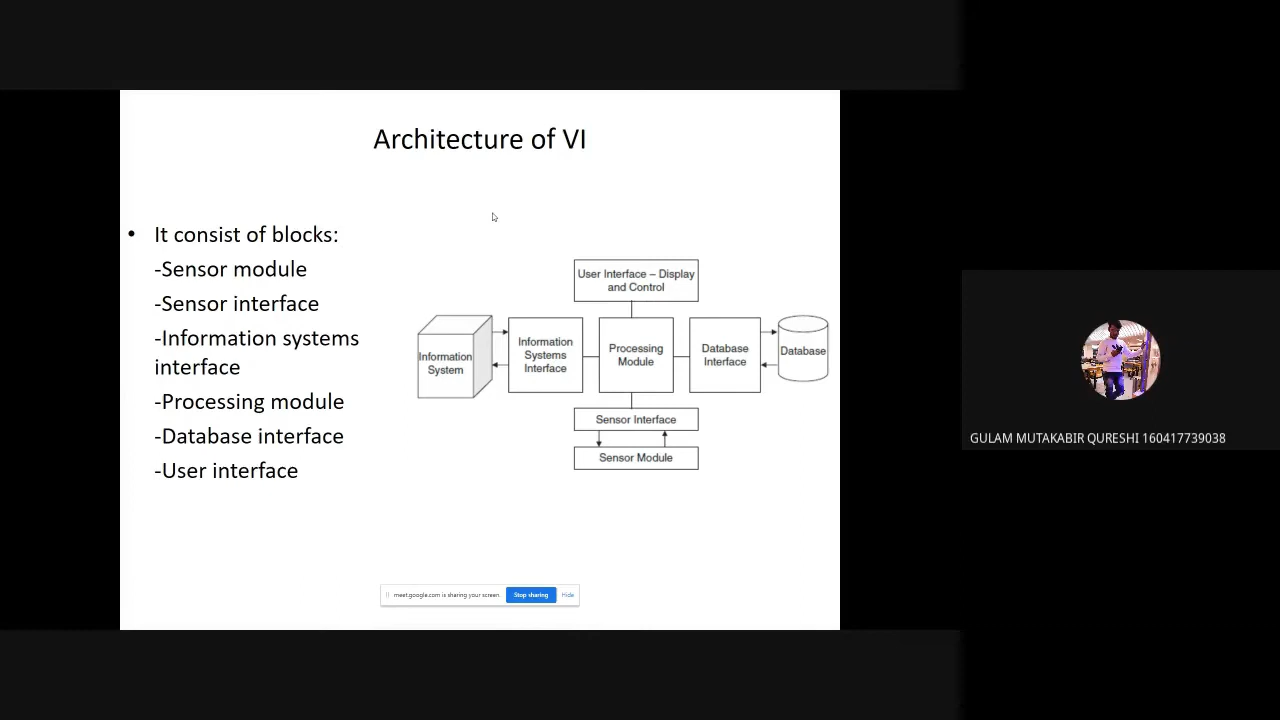 Architecture of VI
• It consist of blocks:
-Sensor module
-Sensor interface
-Information systems
interface
-Processing module
-Database interface
-User interface
User Interface – Display
and Control
Information
System
Information
Systems
Interface
Processing
Module
Database
Interface
Database
Sensor Interface
Sensor Module
meet.google.com is sharing your screen.
Stop sharing
Hide
GULAM MUTAKABIR QURESHI 160417739038